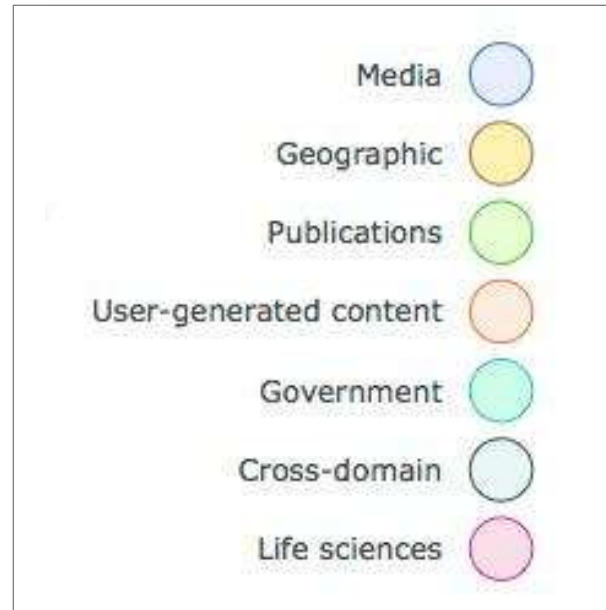 Media
Geographic
Publications
User-generated content
Government
Cross-domain
Life sciences